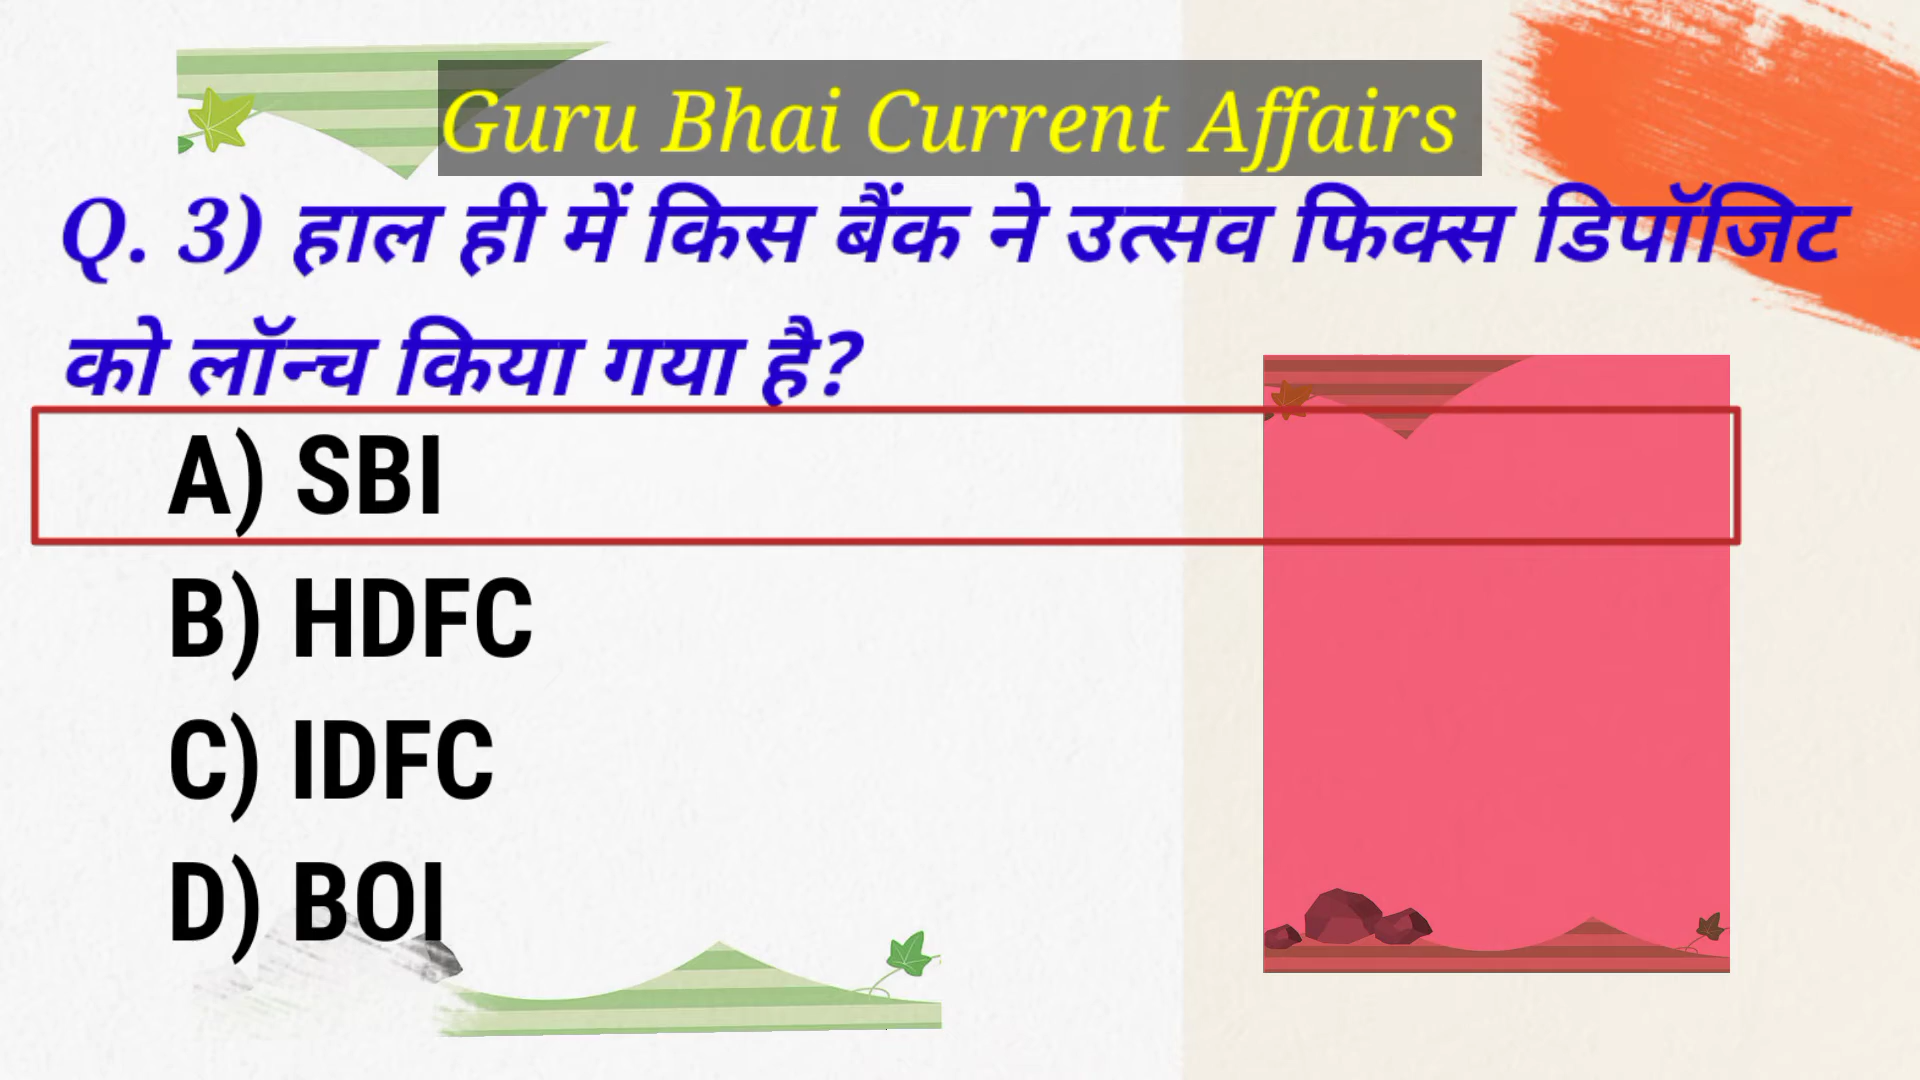 Guru Bhai Current Affairs
Q. 3) हाल ही में किस बैंक ने उत्सव फिक्स डिपॉजिट
को लॉन्च किया गया है?
A) SBI
B) HDFC
C) IDFC
D) BOI